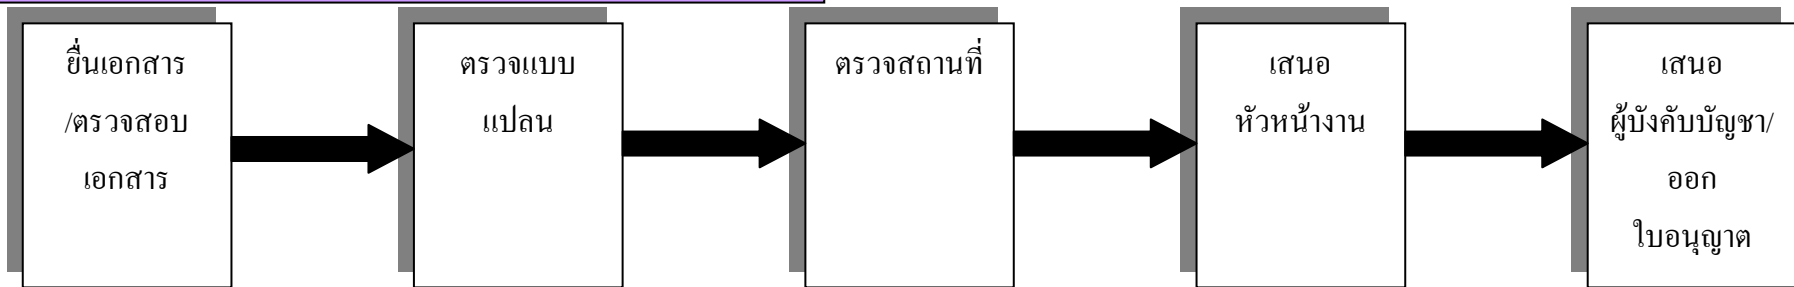 ยื่นเอกสาร
/ตรวจสอบ
เอกสาร
ตรวจแบบ
แปลน
ตรวจสถานที่
เสนอ
หัวหน้างาน
เสนอ
ผู้บังคับบัญชา/
ออก
ใบอนุญาต